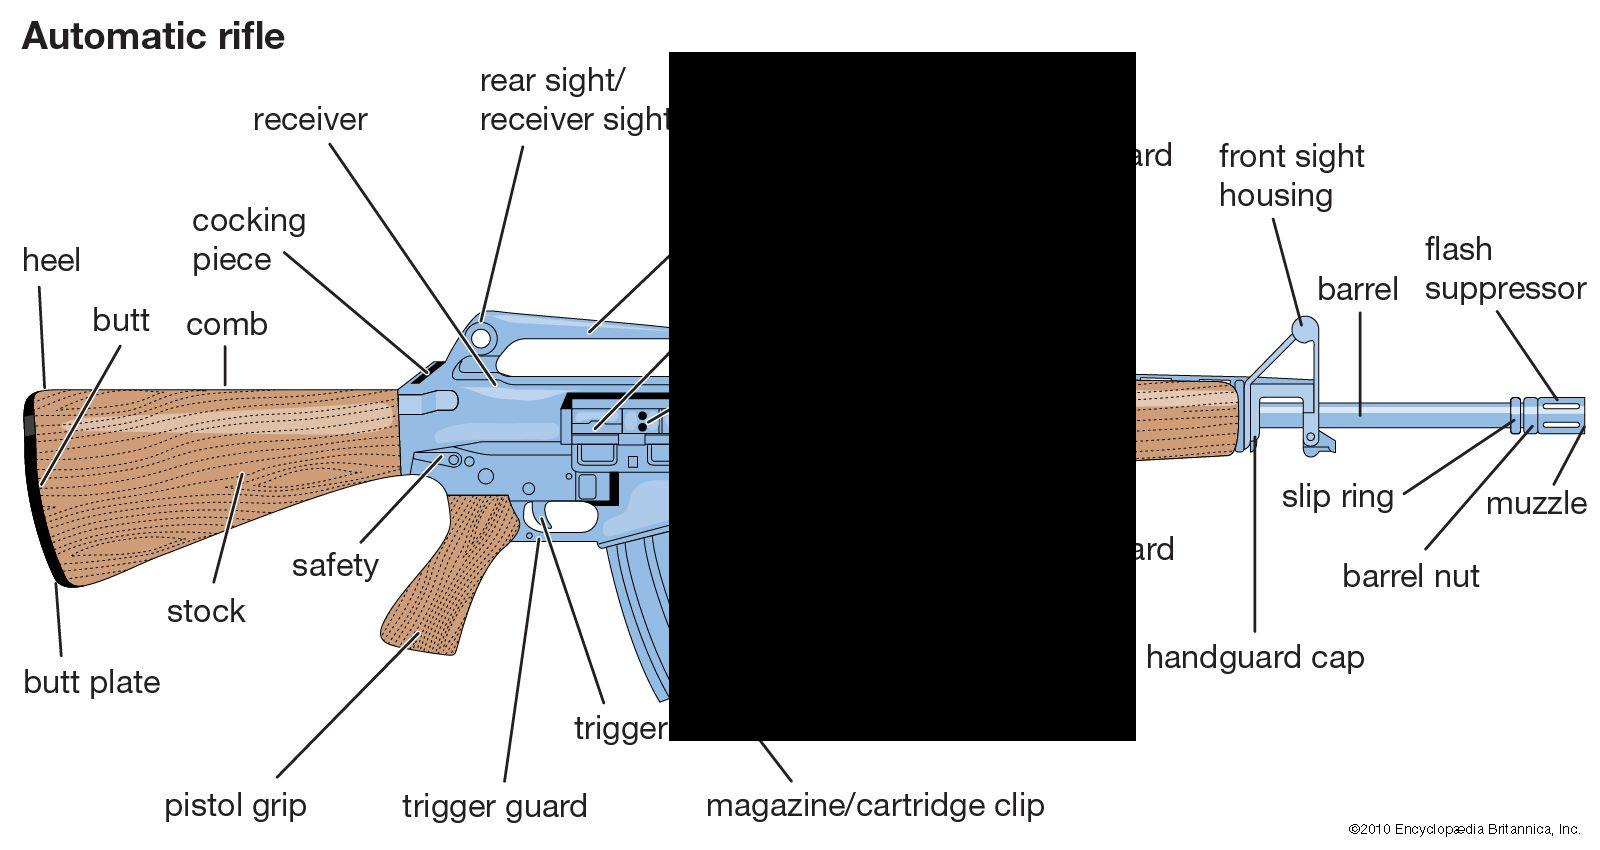 Automatic rifle
rear sight/
receiver sight
receiver
front sight
housing
cocking
piece
heel
flash
suppressor
barrel
butt
comb
slip ring
muzzle
safety
barrel nut
stock
handguard cap
butt plate
trigger
pistol grip
trigger guard
magazine/cartridge clip
©2010 Encyclopædia Britannica, Inc.